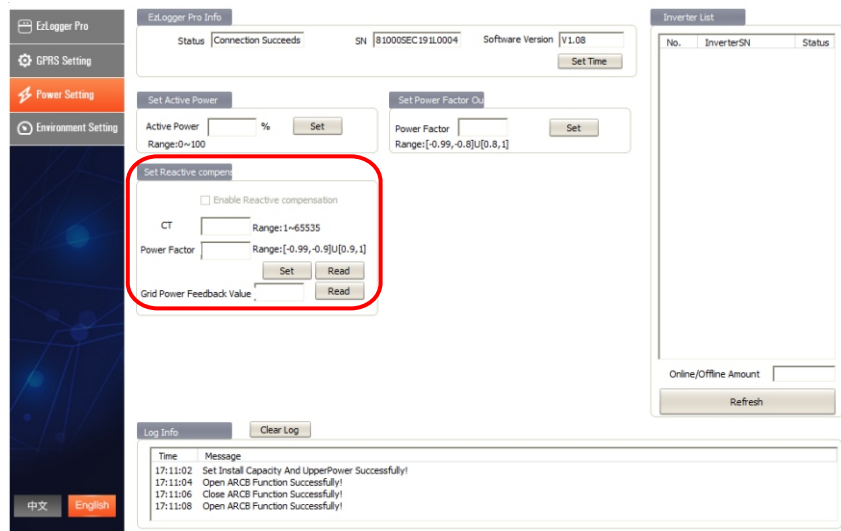 EzLogger Pro
GPRS Setting
Power Setting
Environment Setting
中文 English
EzLogger Pro Info
Status Connection Succeeds SN 81000SEC191L0004 Software Version V1.08
Set Time
Set Active Power
Active Power % Set
Range:0~100
Set Power Factor Ou
Power Factor Set
Range:[-0.99,-0.8]U[0.8,1]
Set Reactive compens
Enable Reactive compensation
CT Range:1~65535
Power Factor Range:[-0.99,-0.9]U[0.9,1]
Set Read
Grid Power Feedback Value Read
Inverter List
No. InverterSN Status
Online/Offline Amount
Refresh
Log Info Clear Log
Time Message
17:11:02 Set Install Capacity And UpperPower Successfully!
17:11:04 Open ARCB Function Successfully!
17:11:06 Close ARCB Function Successfully!
17:11:08 Open ARCB Function Successfully!